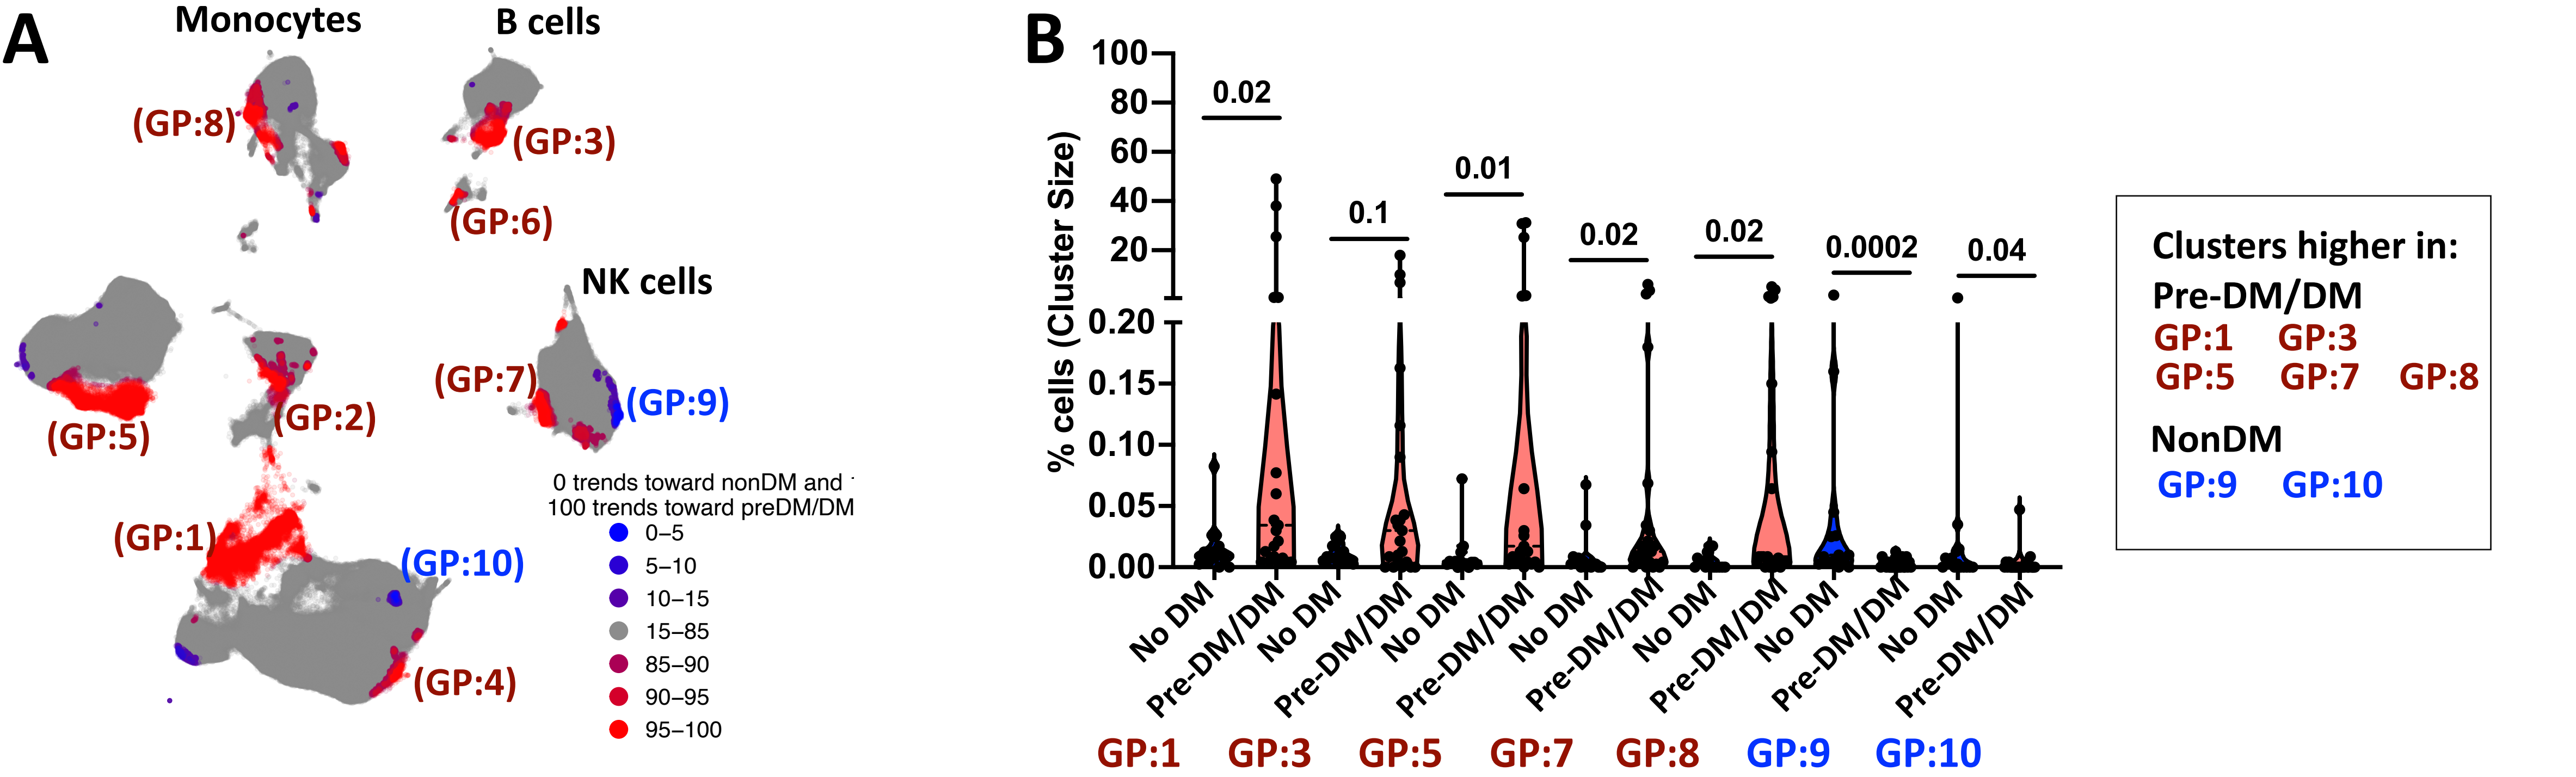 A
Monocytes
B cells
(GP:8)
(GP:3)
(GP:6)
NK cells
(GP:7)
(GP:9)
(GP:5)
(GP:2)
(GP:1)
(GP:10)
(GP:4)
0 trends toward nonDM and
100 trends toward preDM/DM
0–5
5–10
10–15
15–85
85–90
90–95
95–100
B
% cells (Cluster Size)
100
80
60
40
20
0.20
0.15
0.10
0.05
0.00
0.02
0.1
0.01
0.02
0.02
0.0002
0.04
No DM
Pre-DM/DM
No DM
Pre-DM/DM
No DM
Pre-DM/DM
No DM
Pre-DM/DM
No DM
Pre-DM/DM
No DM
Pre-DM/DM
No DM
Pre-DM/DM
GP:1 GP:3 GP:5 GP:7 GP:8 GP:9 GP:10
Clusters higher in:
Pre-DM/DM
GP:1 GP:3
GP:5 GP:7 GP:8
NonDM
GP:9 GP:10